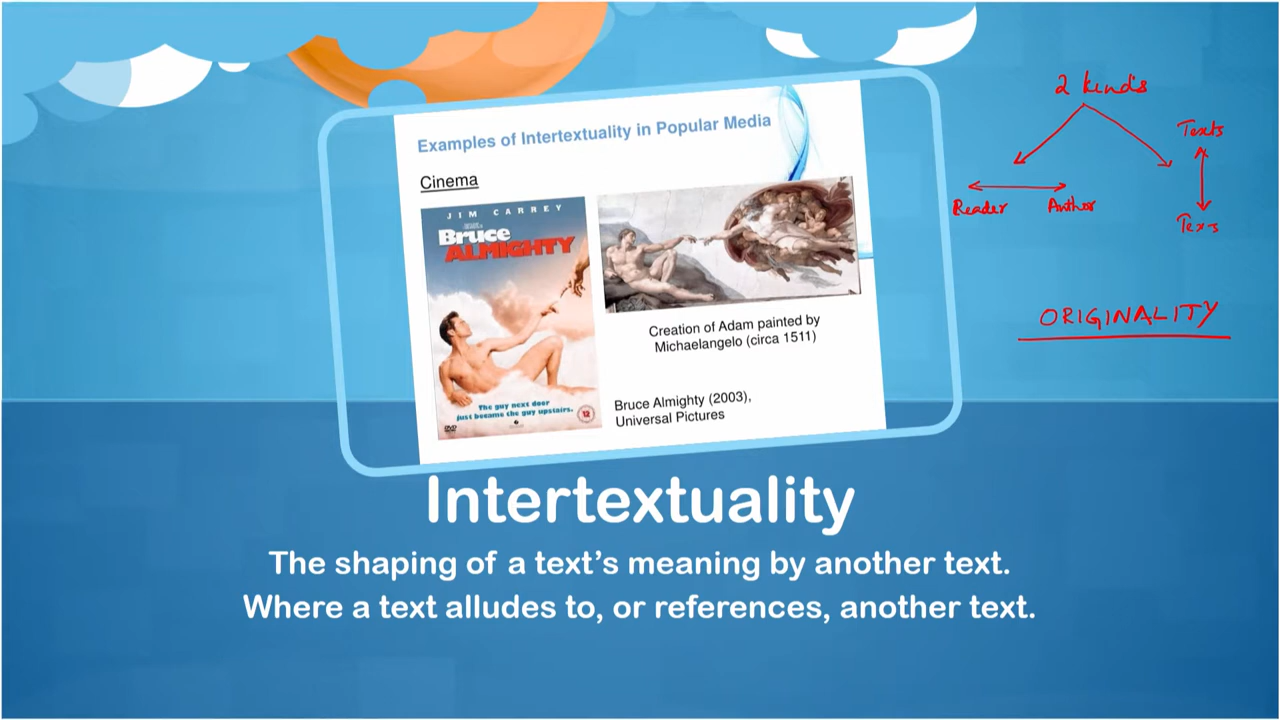 Examples of Intertextuality in Popular Media
Cinema
JIM CARREY
Bruce
ALMIGHTY
The guy next door
just became the guy upstairs.
12
DVD
Creation of Adam painted by
Michaelangelo (circa 1511)
Bruce Almighty (2003),
Universal Pictures
2 kinds
Texts
Reader
Author
Texts
ORIGINALITY
Intertextuality
The shaping of a text’s meaning by another text.
Where a text alludes to, or references, another text.